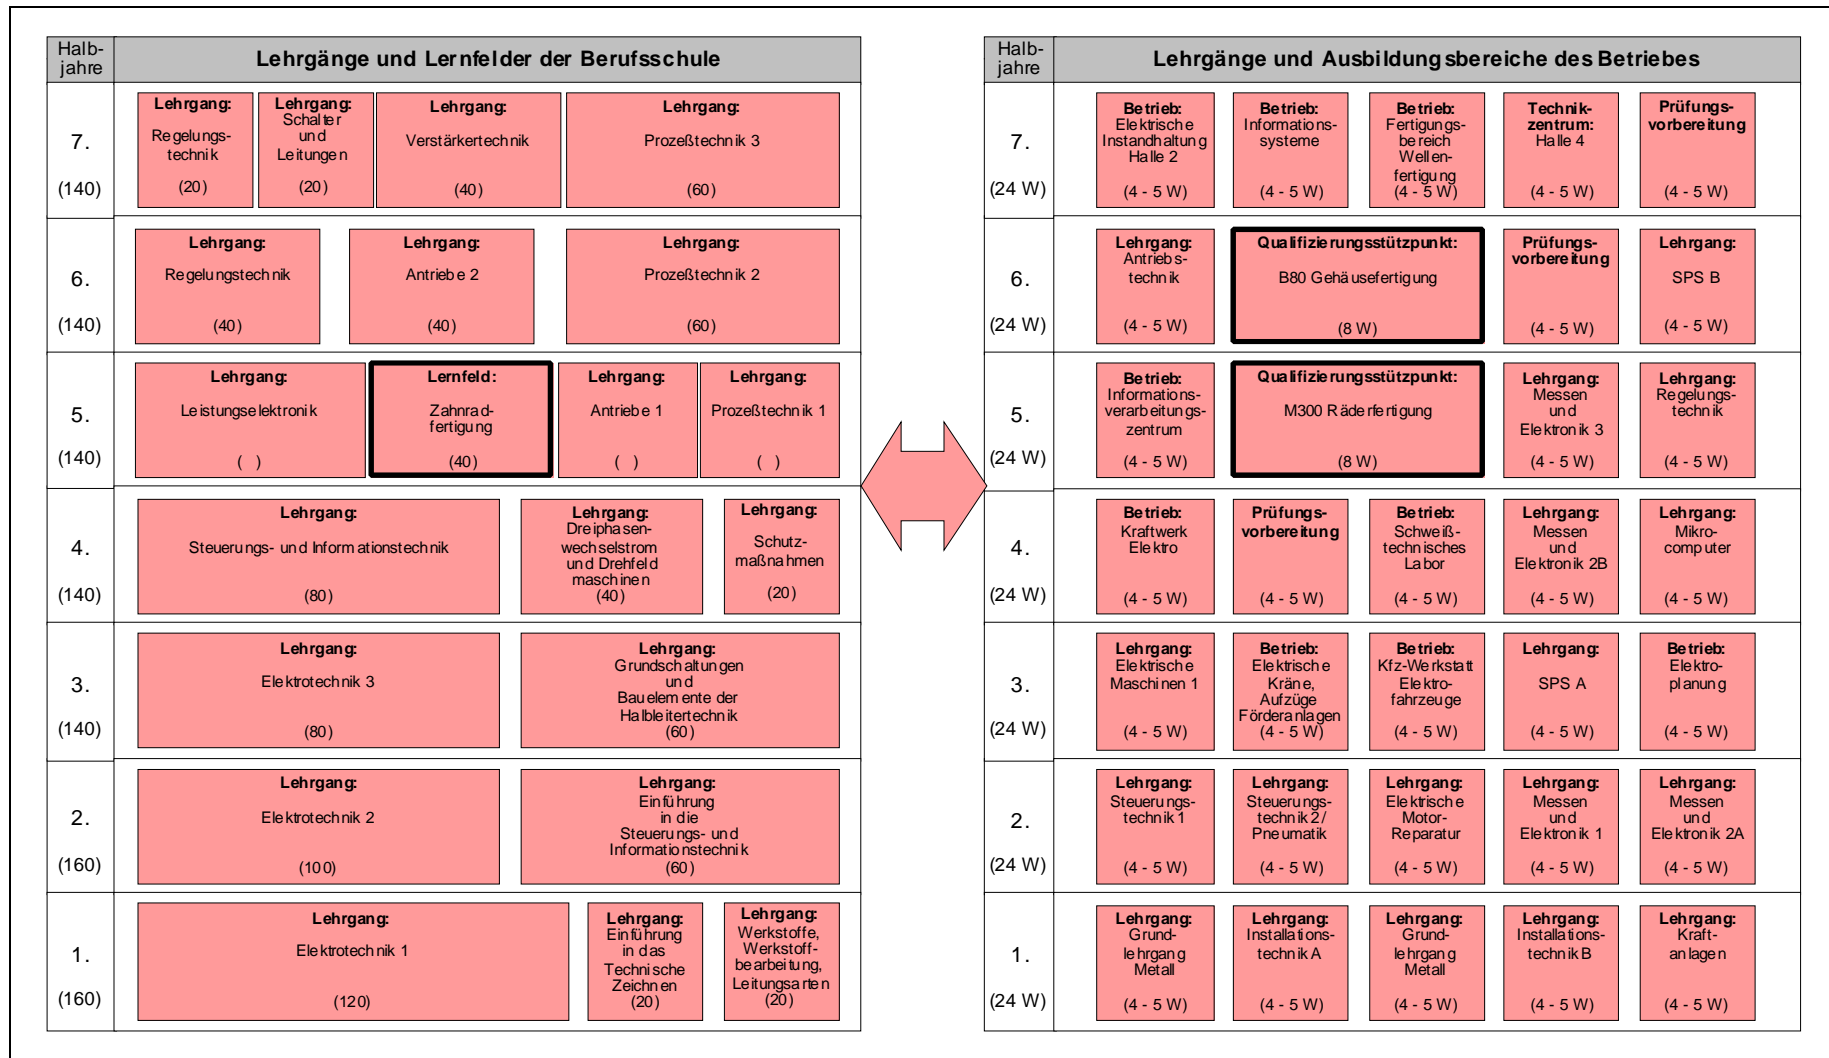 Halb-
jahre
Lehrgänge und Lernfelder der Berufsschule
7.
(140)
Lehrgang:
Regelungs-
technik
(20)
Lehrgang:
Schalter
und
Leitungen
(20)
Lehrgang:
Verstärkertechnik
(40)
Lehrgang:
Prozeßtechnik 3
(60)
6.
(140)
Lehrgang:
Regelungstechnik
(40)
Lehrgang:
Antriebe 2
(40)
Lehrgang:
Prozeßtechnik 2
(60)
5.
(140)
Lehrgang:
Leistungselektronik
( )
Lernfeld:
Zahnrad-
fertigung
(40)
Lehrgang:
Antriebe 1
( )
Lehrgang:
Prozeßtechnik 1
( )
4.
(140)
Lehrgang:
Steuerungs- und Informationstechnik
(80)
Lehrgang:
Dreiphasen-
wechselstrom
und Drehfeld
maschinen
(40)
Lehrgang:
Schutz-
maßnahmen
(20)
3.
(140)
Lehrgang:
Elektrotechnik 3
(80)
Lehrgang:
Grundschaltungen
und
Bauelemente der
Halbleitertechnik
(60)
2.
(160)
Lehrgang:
Elektrotechnik 2
(100)
Lehrgang:
Einführung
in die
Steuerungs- und
Informationstechnik
(60)
1.
(160)
Lehrgang:
Elektrotechnik 1
(120)
Lehrgang:
Einführung
in das
Technische
Zeichnen
(20)
Lehrgang:
Werkstoffe,
Werkstoff-
bearbeitung,
Leitungsarten
(20)
Halb-
jahre
Lehrgänge und Ausbildungsbereiche des Betriebes
7.
(24 W)
Betrieb:
Elektrische
Instandhaltung
Halle 2
(4 - 5 W)
Betrieb:
Informations-
systeme
(4 - 5 W)
Betrieb:
Fertigungs-
bereich
Wellen-
fertigung
(4 - 5 W)
Technik-
zentrum:
Halle 4
(4 - 5 W)
Prüfungs-
vorbereitung
(4 - 5 W)
6.
(24 W)
Lehrgang:
Antriebs-
technik
(4 - 5 W)
Qualifizierungsstützpunkt:
B80 Gehäusefertigung
(8 W)
Prüfungs-
vorbereitung
(4 - 5 W)
Lehrgang:
SPS B
(4 - 5 W)
5.
(24 W)
Betrieb:
Informations-
verarbeitungs-
zentrum
(4 - 5 W)
Qualifizierungsstützpunkt:
M300 Räderfertigung
(8 W)
Lehrgang:
Messen
und
Elektronik 3
(4 - 5 W)
Lehrgang:
Regelungs-
technik
(4 - 5 W)
4.
(24 W)
Betrieb:
Kraftwerk
Elektro
(4 - 5 W)
Prüfungs-
vorbereitung
(4 - 5 W)
Betrieb:
Schweiß-
technisches
Labor
(4 - 5 W)
Lehrgang:
Messen
und
Elektronik 2B
(4 - 5 W)
Lehrgang:
Mikro-
computer
(4 - 5 W)
3.
(24 W)
Lehrgang:
Elektrische
Maschinen 1
(4 - 5 W)
Betrieb:
Elektrische
Kräne,
Aufzüge
Förderanlagen
(4 - 5 W)
Betrieb:
Kfz-Werkstatt
Elektro-
fahrzeuge
(4 - 5 W)
Lehrgang:
SPS A
(4 - 5 W)
Betrieb:
Elektro-
planung
(4 - 5 W)
2.
(24 W)
Lehrgang:
Steuerungs-
technik 1
(4 - 5 W)
Lehrgang:
Steuerungs-
technik 2/
Pneumatik
(4 - 5 W)
Lehrgang:
Elektrische
Motor-
Reparatur
(4 - 5 W)
Lehrgang:
Messen
und
Elektronik 1
(4 - 5 W)
Lehrgang:
Messen
und
Elektronik 2A
(4 - 5 W)
1.
(24 W)
Lehrgang:
Grund-
lehrgang
Metall
(4 - 5 W)
Lehrgang:
Installations-
technik A
(4 - 5 W)
Lehrgang:
Grund-
lehrgang
Metall
(4 - 5 W)
Lehrgang:
Installations-
technik B
(4 - 5 W)
Lehrgang:
Kraft-
anlagen
(4 - 5 W)